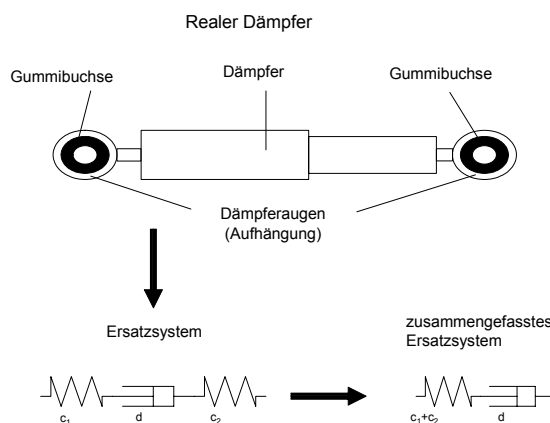 Realer Dämpfer
Gummibuchse
Dämpfer
Gummibuchse
Dämpferaugen
(Aufhängung)
Ersatzsystem
zusammengefasstes
Ersatzsystem
c₁
d
c₂
c₁+c₂
d